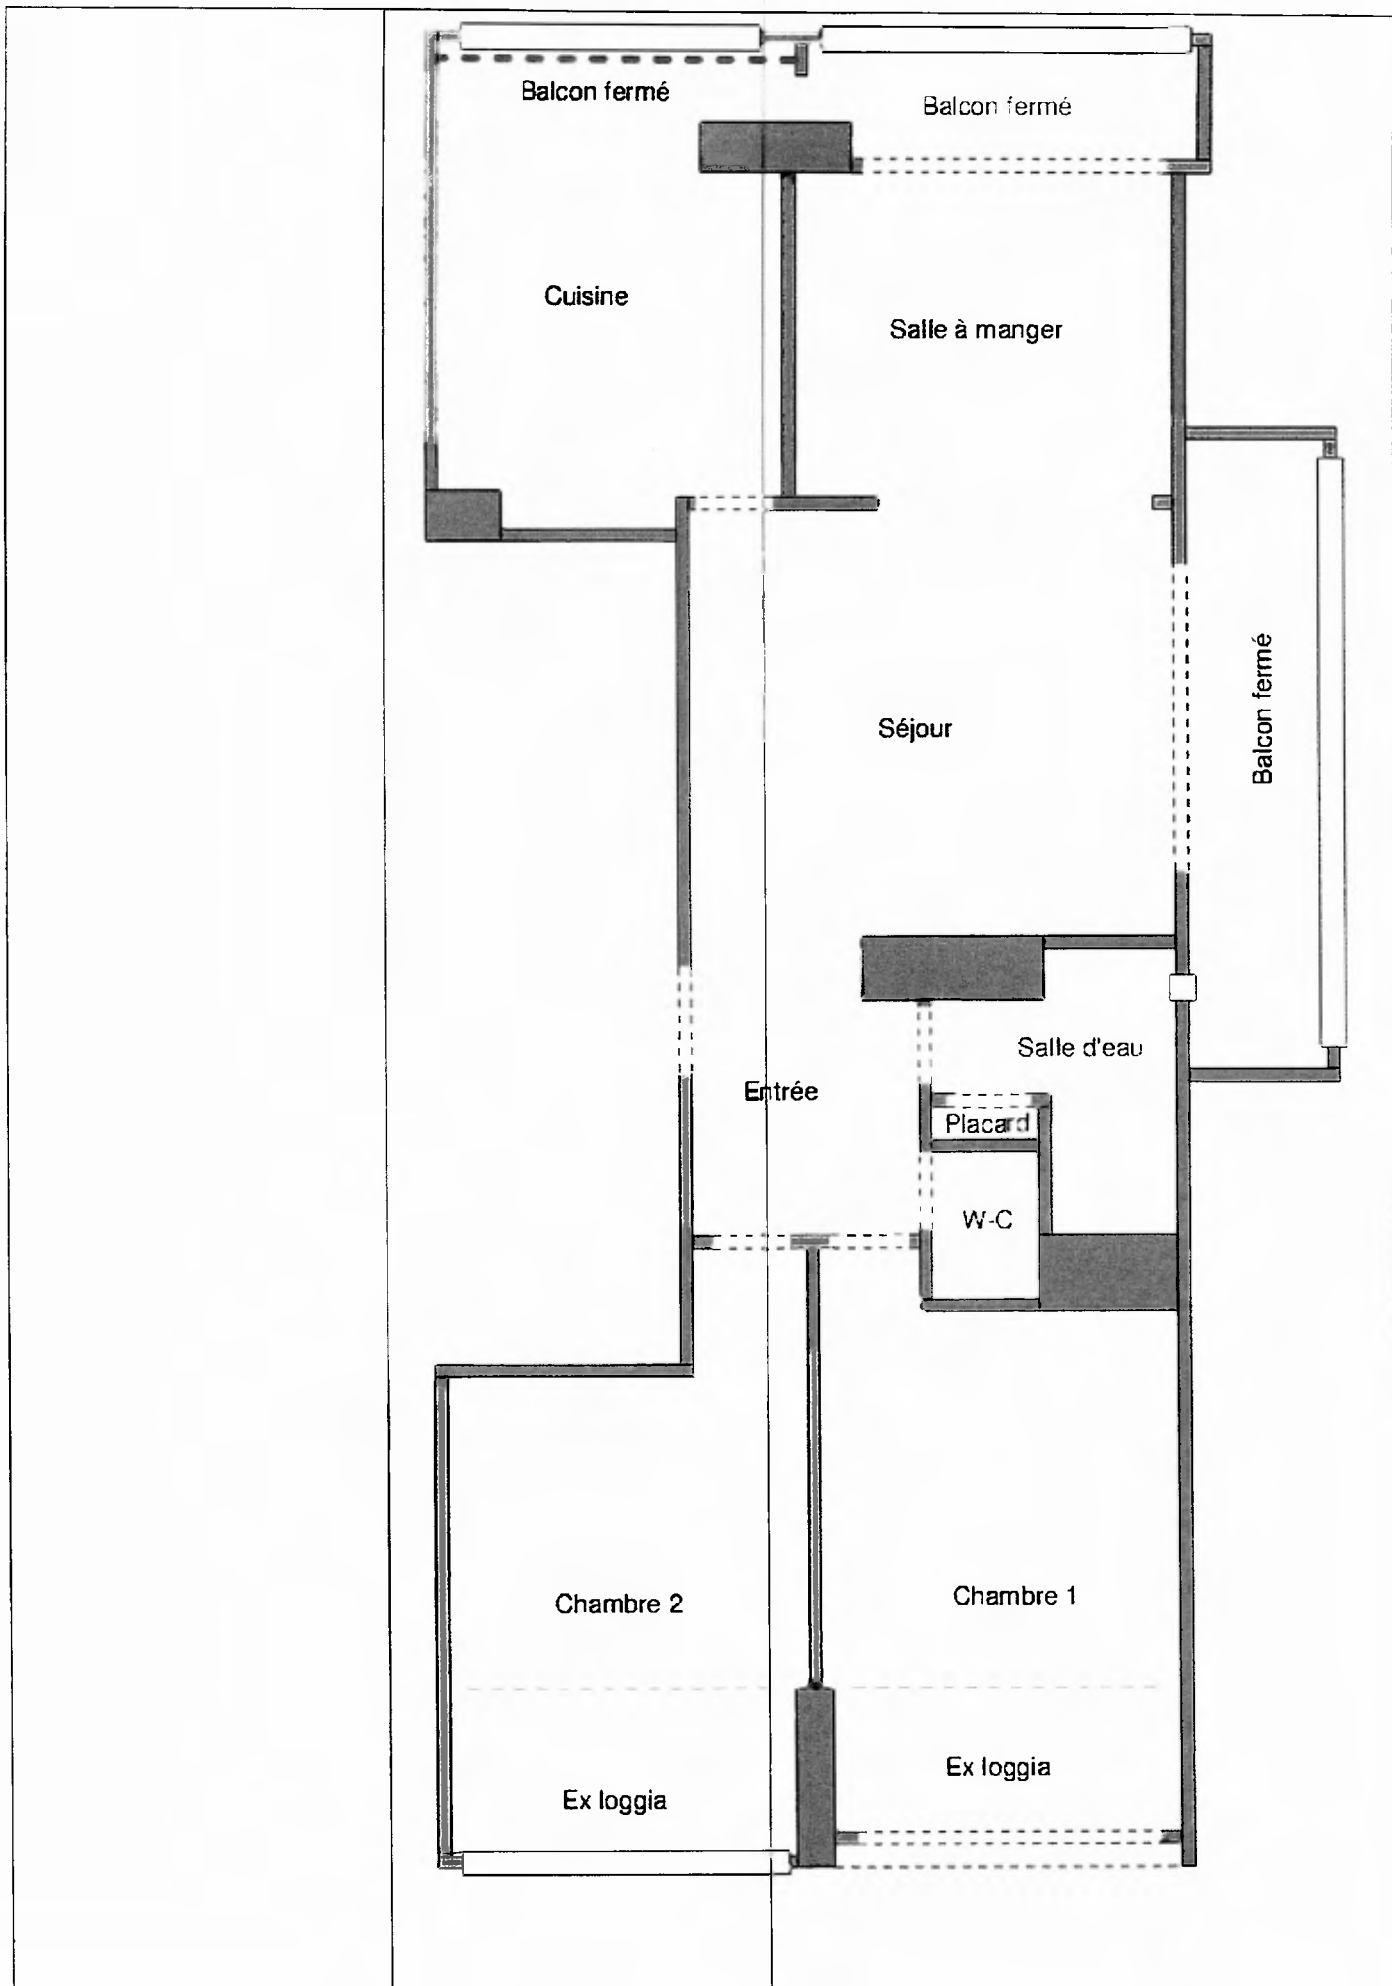 Balcon fermé
Balcon fermé
Cuisine
Salle à manger
Balcon fermé
Séjour
Salle d'eau
Entrée
Placard
W-C
Chambre 2
Chambre 1
Ex loggia
Ex loggia